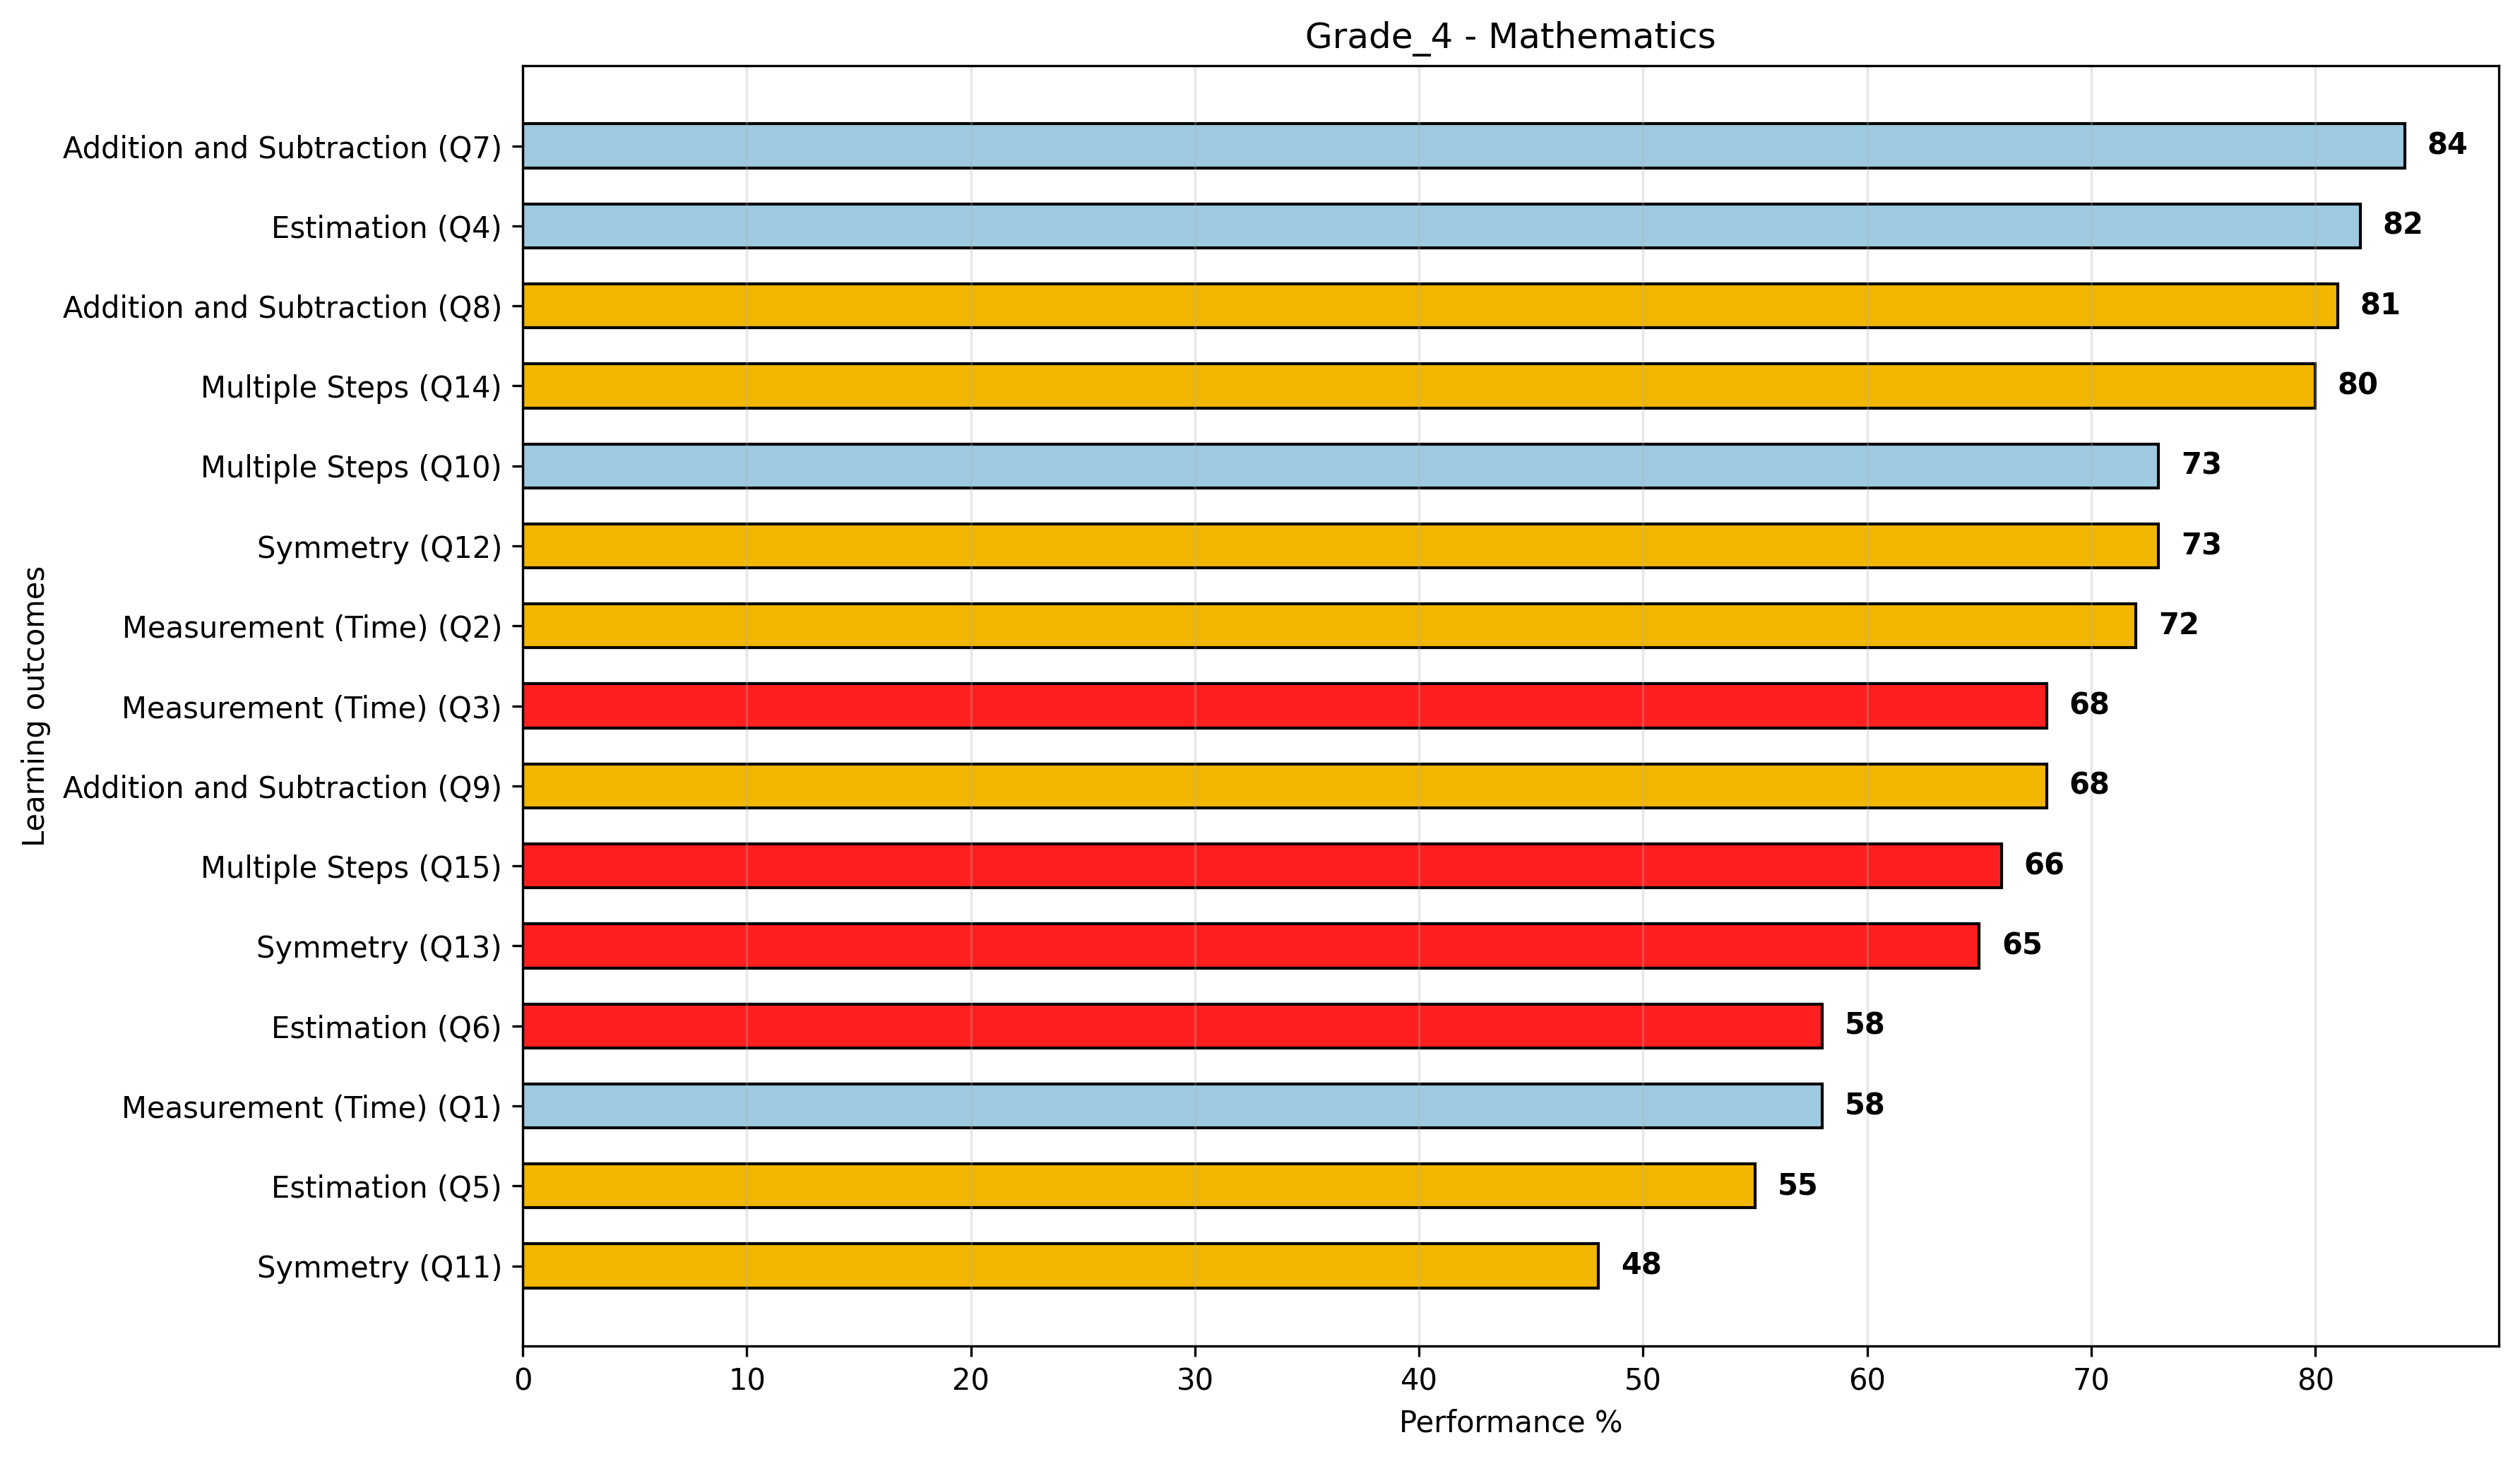 Grade_4 - Mathematics
Addition and Subtraction (Q7) 84
Estimation (Q4) 82
Addition and Subtraction (Q8) 81
Multiple Steps (Q14) 80
Multiple Steps (Q10) 73
Symmetry (Q12) 73
Measurement (Time) (Q2) 72
Measurement (Time) (Q3) 68
Addition and Subtraction (Q9) 68
Multiple Steps (Q15) 66
Symmetry (Q13) 65
Estimation (Q6) 58
Measurement (Time) (Q1) 58
Estimation (Q5) 55
Symmetry (Q11) 48
Learning outcomes
0 10 20 30 40 50 60 70 80
Performance %